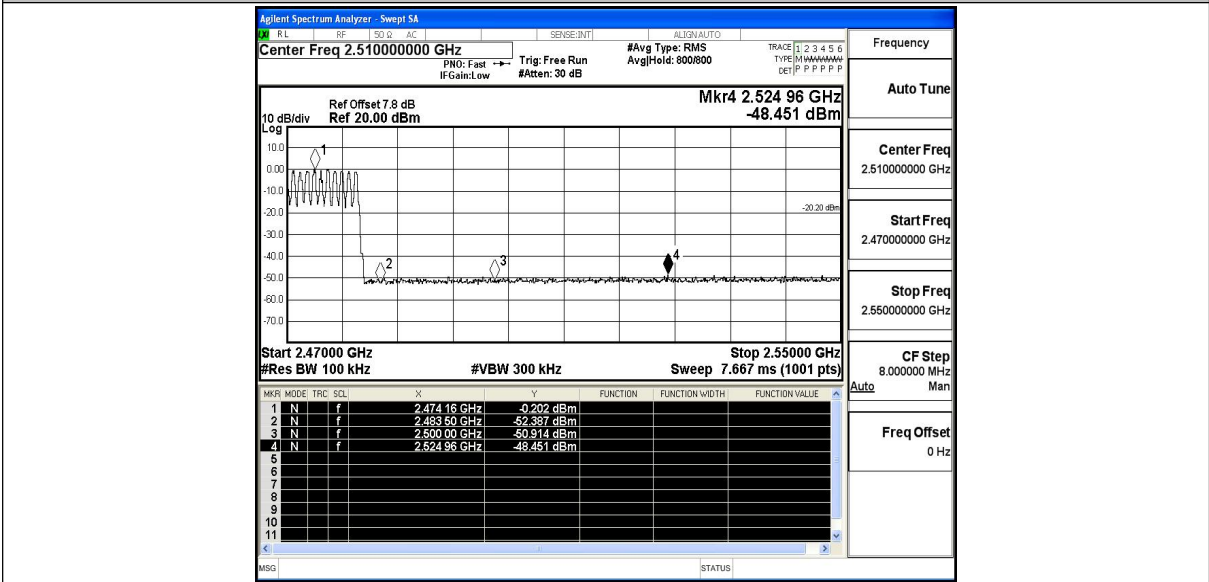 Agilent Spectrum Analyzer - Swept SA
LXI RL RF 50 Ω AC SENSE:INT ALIGNAUTO
Center Freq 2.510000000 GHz
PNO: Fast
IFGain:Low
Trig: Free Run
#Atten: 30 dB
#Avg Type: RMS
Avg|Hold: 800/800
TRACE 1 2 3 4 5 6
TYPE M WWWWW
DET P P P P P P
Ref Offset 7.8 dB
10 dB/div Ref 20.00 dBm
Log
Mkr4 2.524 96 GHz
-48.451 dBm
10.0
0.00
-10.0
-20.0
-30.0
-40.0
-50.0
-60.0
-70.0
1
2
3
4
-20.20 dBm
Start 2.47000 GHz Stop 2.55000 GHz
#Res BW 100 kHz #VBW 300 kHz Sweep 7.667 ms (1001 pts)
MKR MODE TRC SCL X Y FUNCTION FUNCTION WIDTH FUNCTION VALUE
1 N f 2.474 16 GHz -0.202 dBm
2 N f 2.483 50 GHz -52.387 dBm
3 N f 2.500 00 GHz -50.914 dBm
4 N f 2.524 96 GHz -48.451 dBm
5
6
7
8
9
10
11
MSG STATUS
Frequency
Auto Tune
Center Freq
2.510000000 GHz
Start Freq
2.470000000 GHz
Stop Freq
2.550000000 GHz
CF Step
8.000000 MHz
Auto Man
Freq Offset
0 Hz